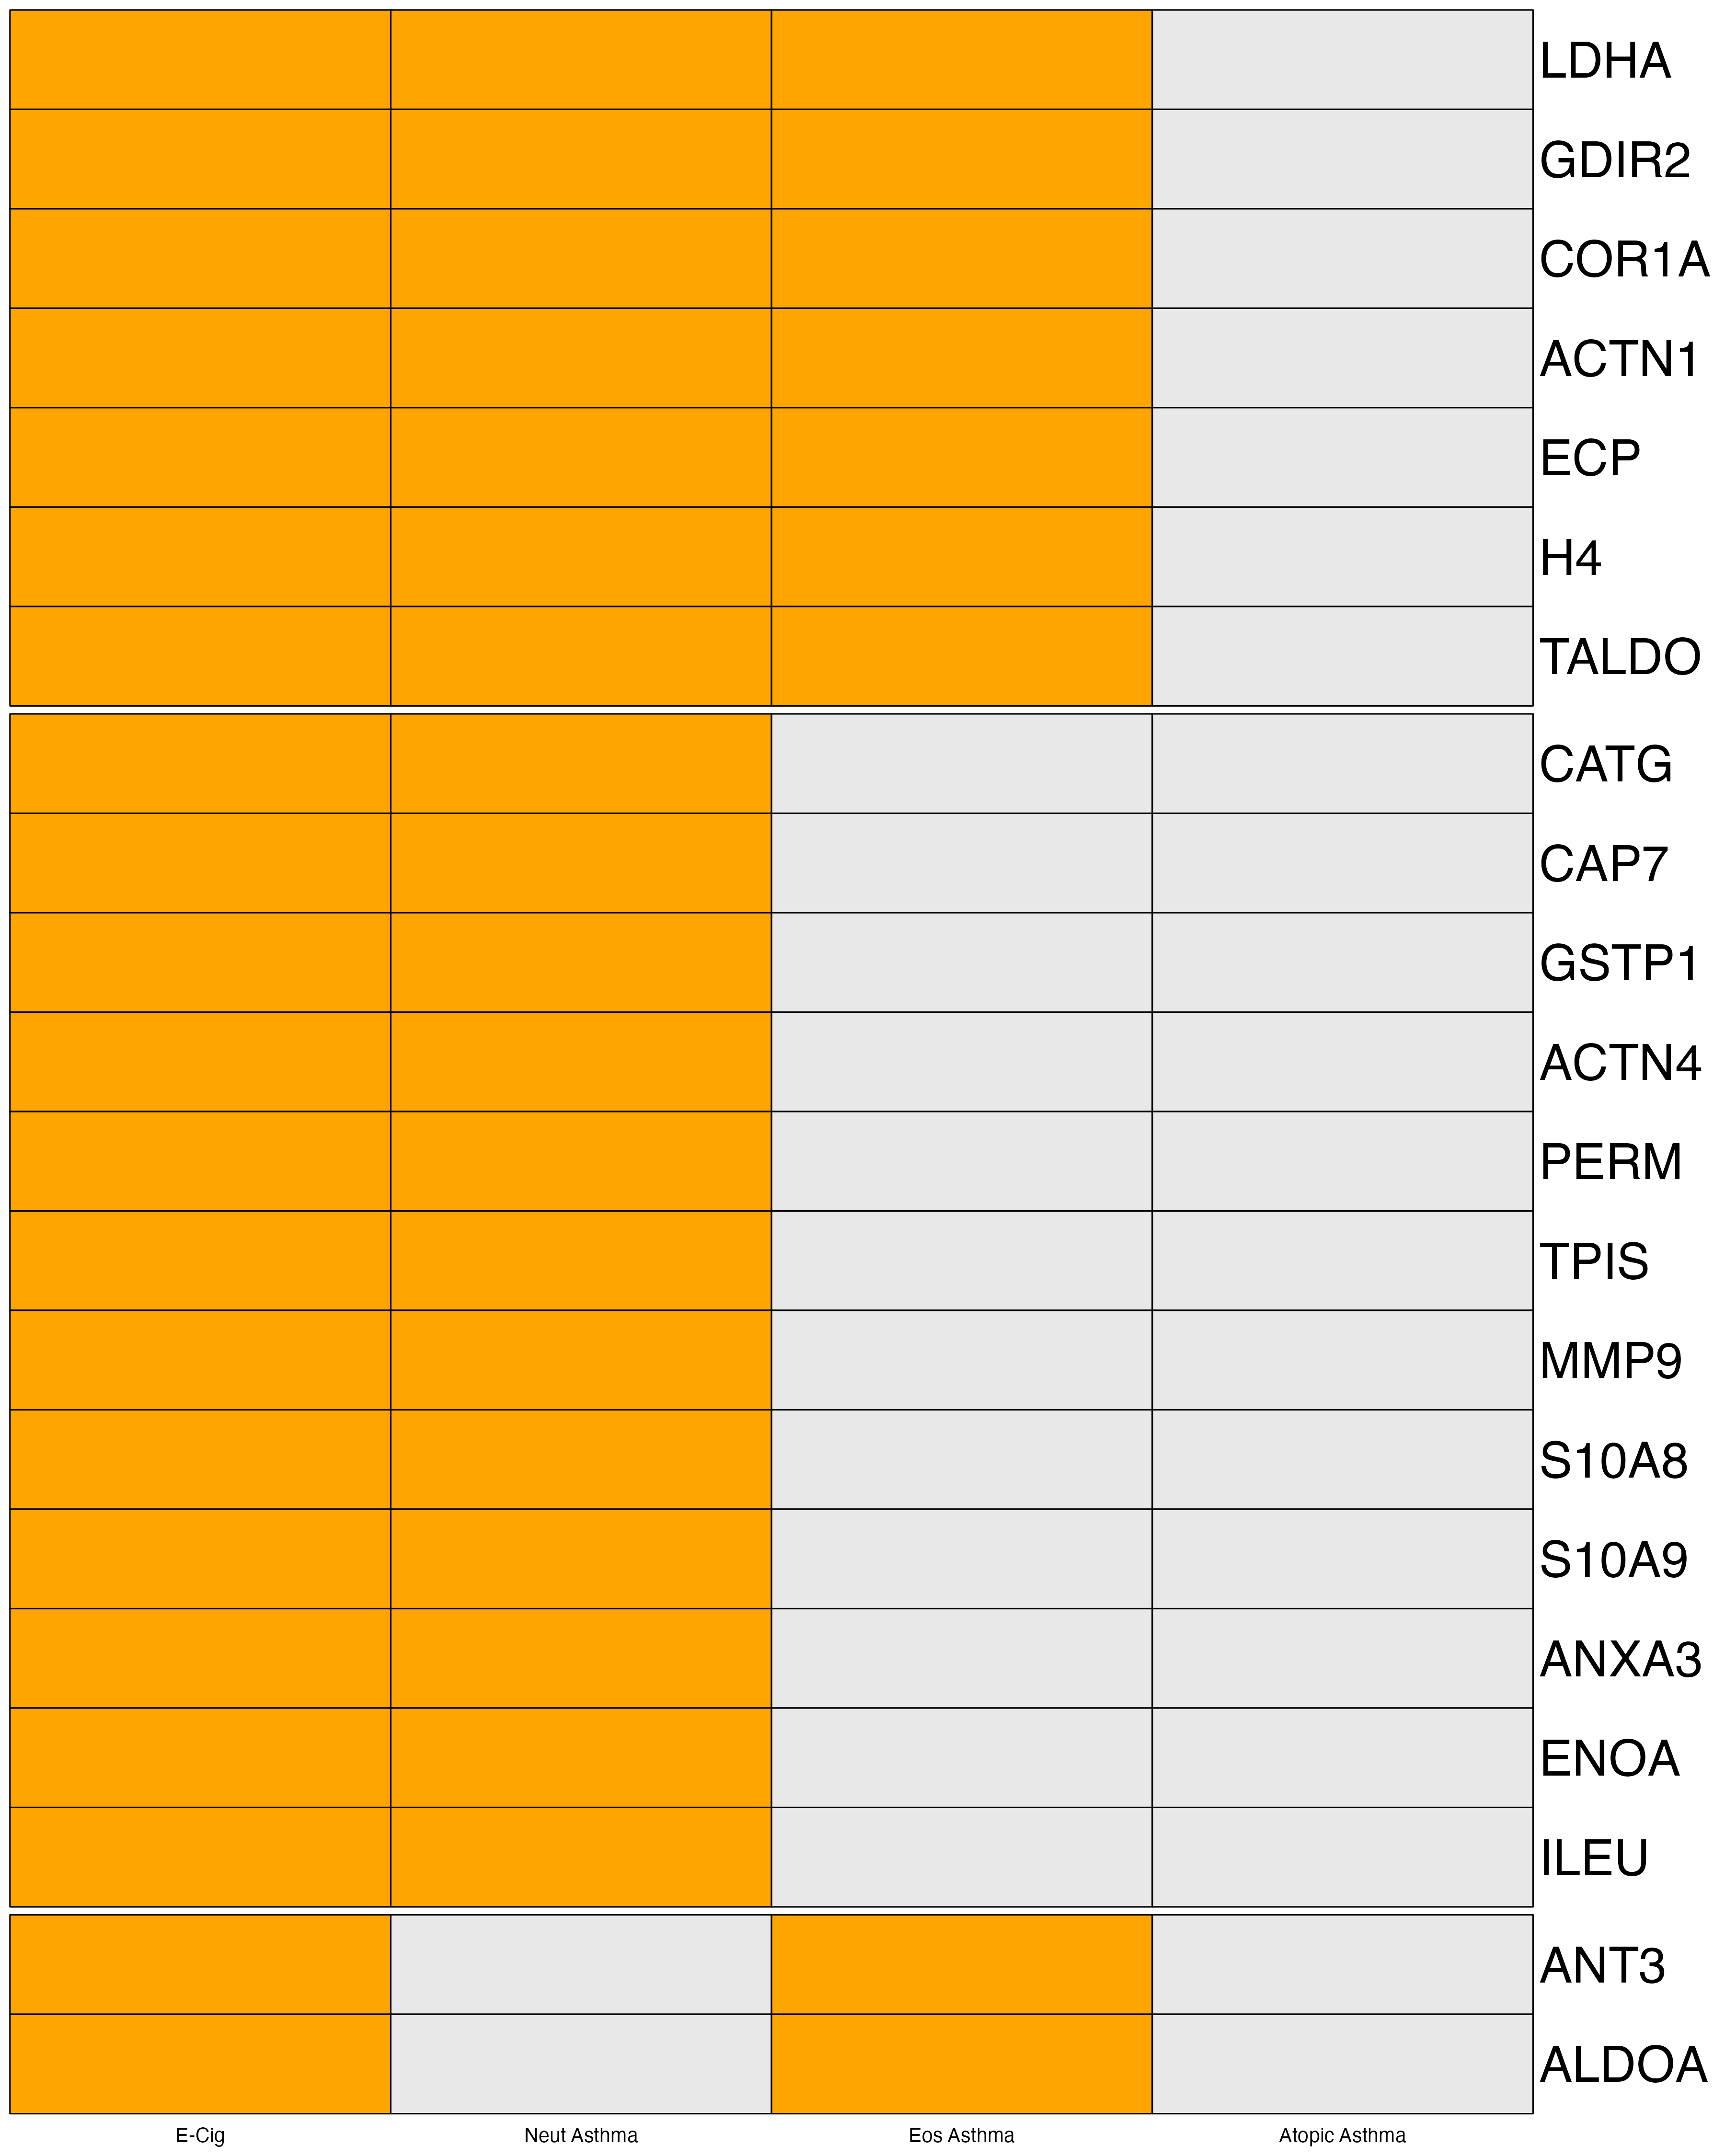 LDHA
GDIR2
COR1A
ACTN1
ECP
H4
TALDO
CATG
CAP7
GSTP1
ACTN4
PERM
TPIS
MMP9
S10A8
S10A9
ANXA3
ENOA
ILEU
ANT3
ALDOA
E-Cig Neut Asthma Eos Asthma Atopic Asthma